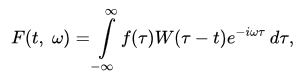 F(t, ω) = ∫_{−∞}^{∞} f(τ)W(τ − t)e^{−iωτ} dτ,